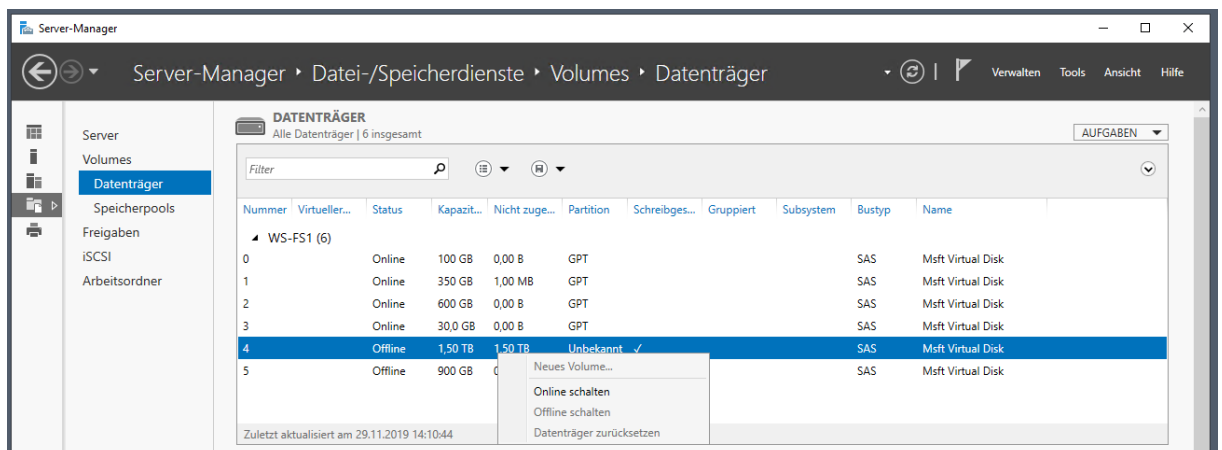 Server-Manager
Server-Manager ‣ Datei-/Speicherdienste ‣ Volumes ‣ Datenträger
Verwalten Tools Ansicht Hilfe
Server
Volumes
Datenträger
Speicherpools
Freigaben
iSCSI
Arbeitsordner
DATENTRÄGER
Alle Datenträger | 6 insgesamt
AUFGABEN
Filter
Nummer Virtueller... Status Kapazit... Nicht zuge... Partition Schreibges... Gruppiert Subsystem Bustyp Name
WS-FS1 (6)
0 Online 100 GB 0,00 B GPT SAS Msft Virtual Disk
1 Online 350 GB 1,00 MB GPT SAS Msft Virtual Disk
2 Online 600 GB 0,00 B GPT SAS Msft Virtual Disk
3 Online 30,0 GB 0,00 B GPT SAS Msft Virtual Disk
4 Offline 1,50 TB 1,50 TB Unbekannt ✓ SAS Msft Virtual Disk
5 Offline 900 GB SAS Msft Virtual Disk
Neues Volume...
Online schalten
Offline schalten
Datenträger zurücksetzen
Zuletzt aktualisiert am 29.11.2019 14:10:44